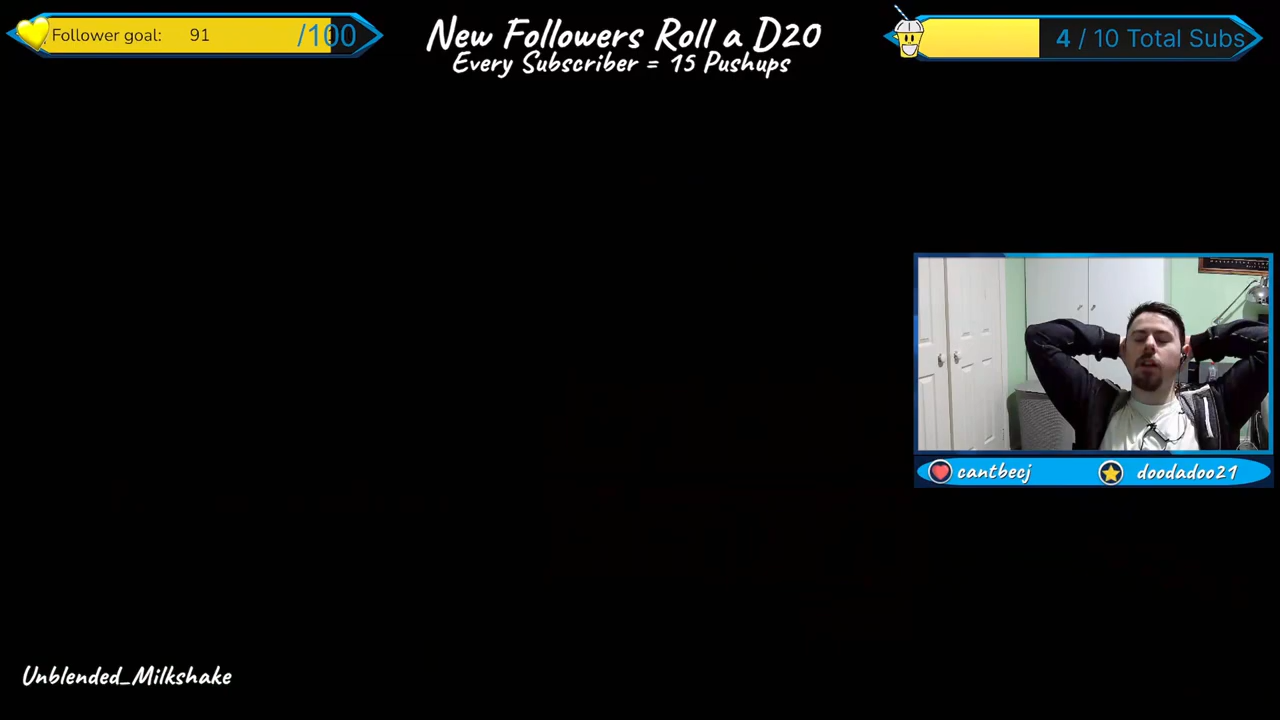 Follower goal: 91 /100
New Followers Roll a D20
Every Subscriber = 15 Pushups
4 / 10 Total Subs
cantbecj
doodadoo21
Unblended_Milkshake